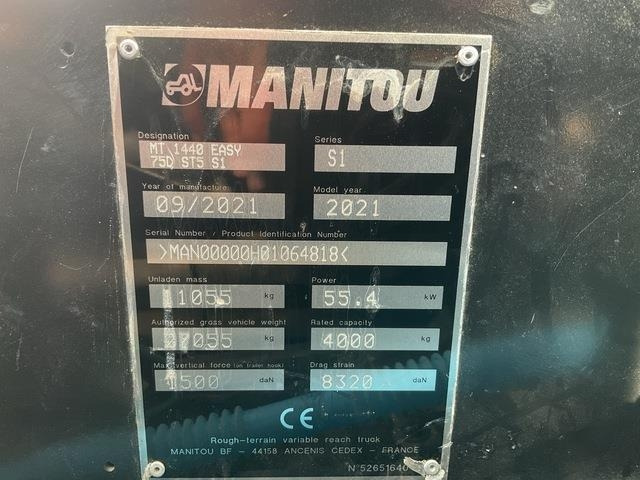 MANITOU
Designation
MT 1440 EASY
75D ST5 S1
Series
S1
Year of manufacture
09/2021
Model year
2021
Serial Number / Product Identification Number
>MAN00000H01064818<
Unladen mass
11055 kg
Power
55.4 kW
Authorized gross vehicle weight
kg
Rated capacity
4000 kg
Max vertical force (on trailer hook)
1500 daN
Drag strain
8320 daN
CE
Rough-terrain variable reach truck
MANITOU BF - 44158 ANCENIS CEDEX - FRANCE
N°52651640